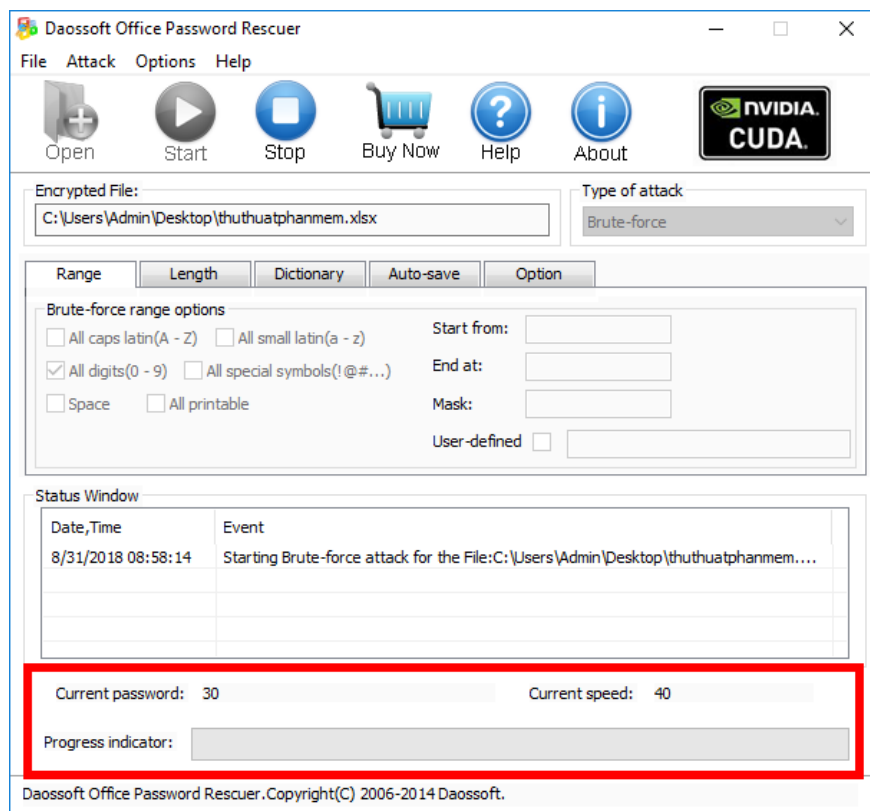 Daossoft Office Password Rescuer
File Attack Options Help
Open Start Stop Buy Now Help About
NVIDIA.
CUDA.
Encrypted File: Type of attack
C:\Users\Admin\Desktop\thuthuatphanmem.xlsx Brute-force
Range Length Dictionary Auto-save Option
Brute-force range options
All caps latin(A - Z) All small latin(a - z) Start from:
All digits(0 - 9) All special symbols(!@#...) End at:
Space All printable Mask:
User-defined
Status Window
Date,Time Event
8/31/2018 08:58:14 Starting Brute-force attack for the File:C:\Users\Admin\Desktop\thuthuatphanmem....
Current password: 30 Current speed: 40
Progress indicator:
Daossoft Office Password Rescuer.Copyright(C) 2006-2014 Daossoft.